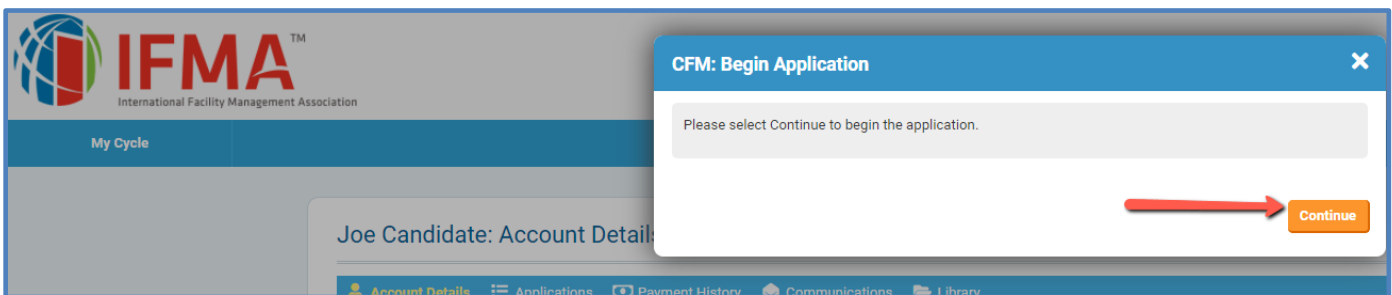 IFMA™
International Facility Management Association
My Cycle
CFM: Begin Application
Please select Continue to begin the application.
Continue
Joe Candidate: Account Details
Account Details Applications Payment History Communications Library